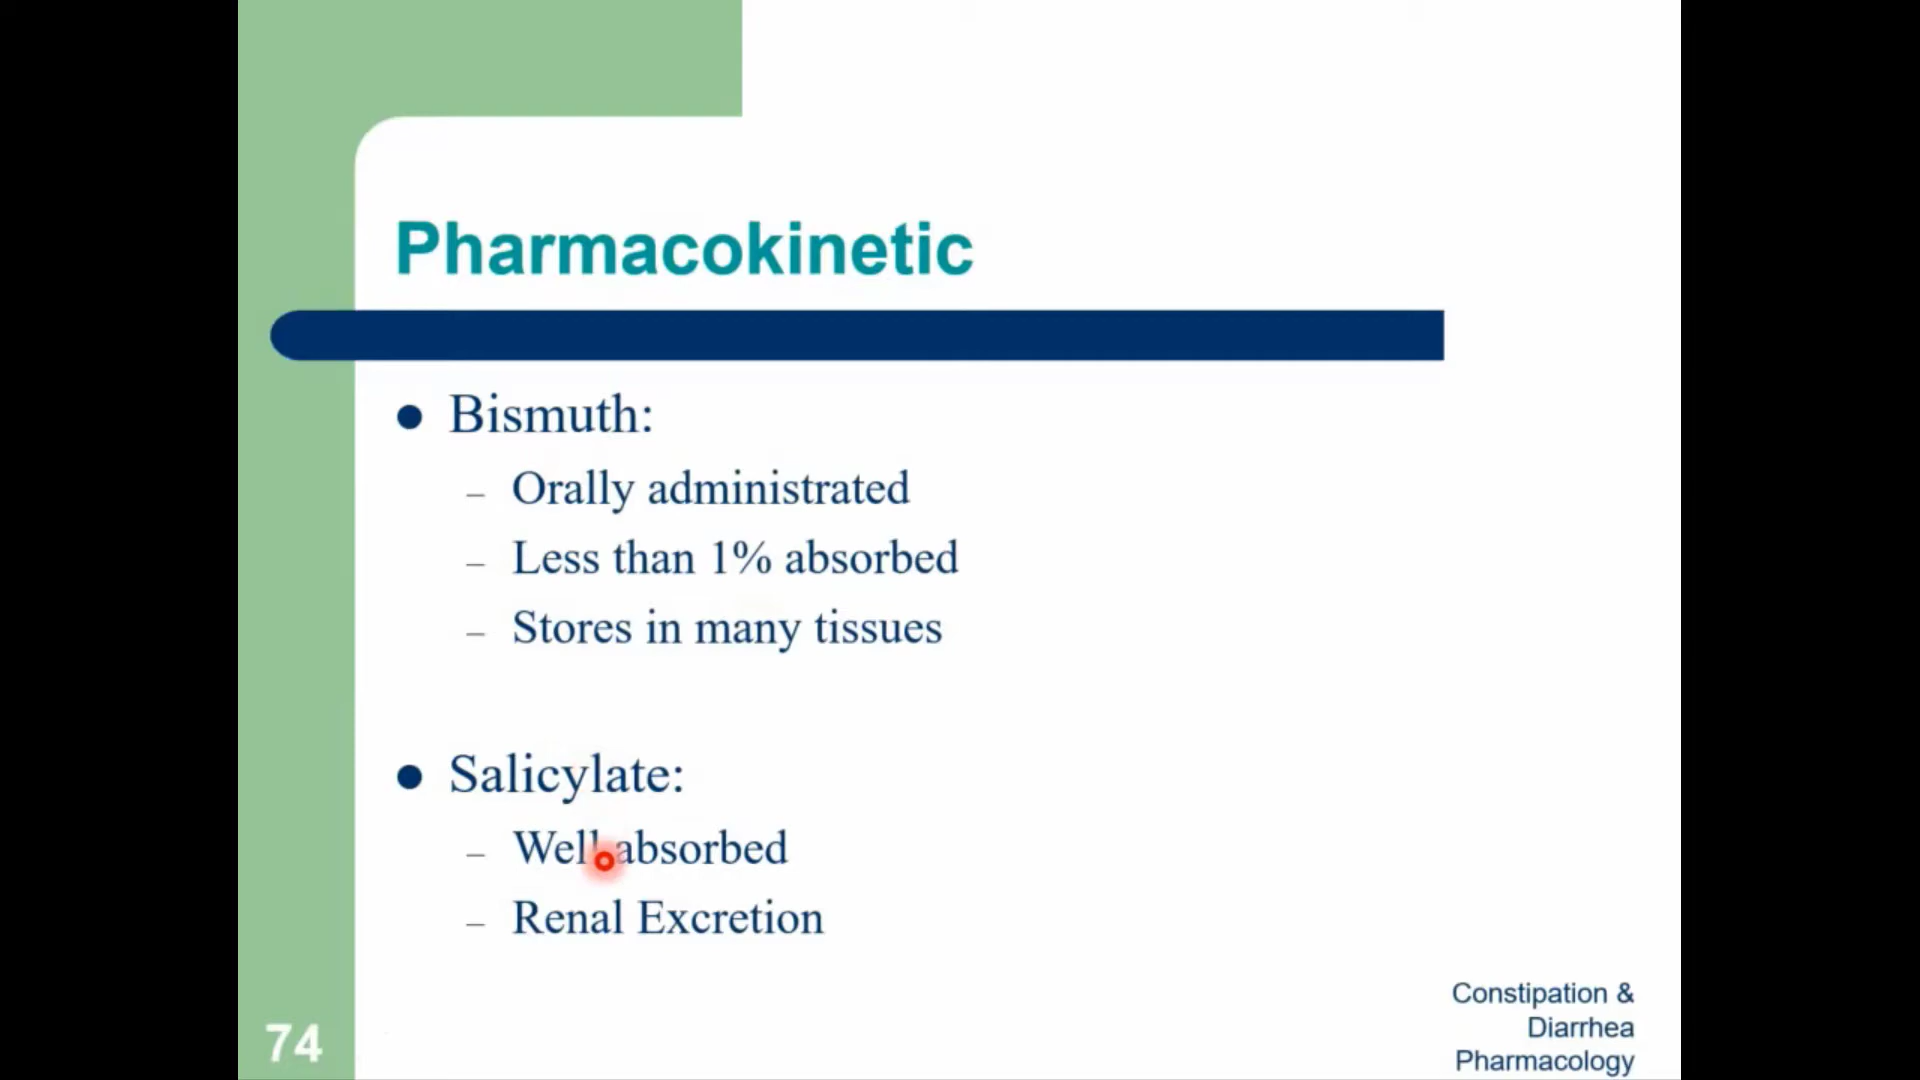 Pharmacokinetic
Bismuth:
– Orally administrated
– Less than 1% absorbed
– Stores in many tissues
Salicylate:
– Well absorbed
– Renal Excretion
74
Constipation &
Diarrhea
Pharmacology